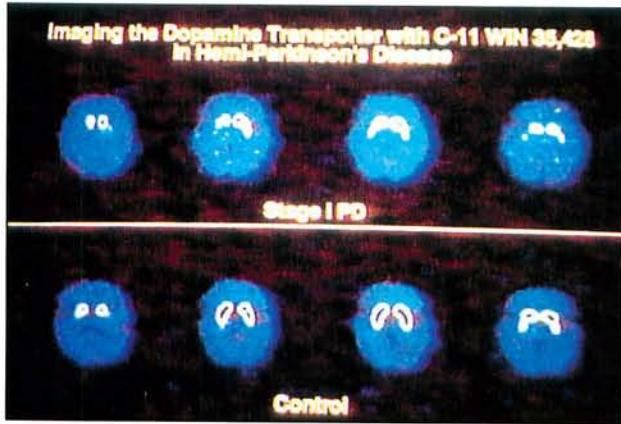 Imaging the Dopamine Transporter with C-11 WIN 35,428
in Hemi-Parkinson's Disease
Stage I PD
Control